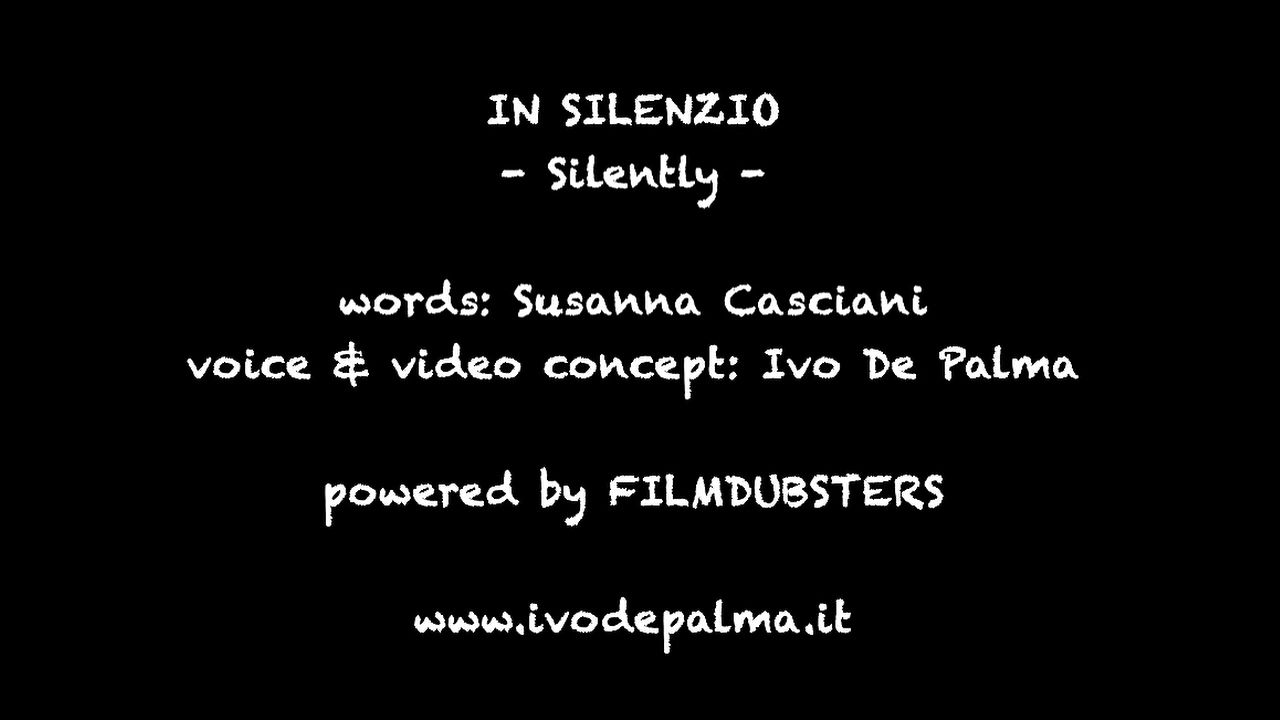 IN SILENZIO
- Silently -
words: Susanna Casciani
voice & video concept: Ivo De Palma
powered by FILMDUBSTERS
www.ivodepalma.it